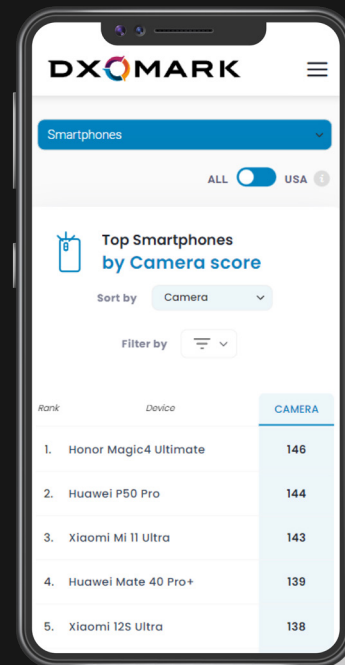 DXOMARK
Smartphones
ALL USA i
Top Smartphones
by Camera score
Sort by Camera
Filter by
Rank Device CAMERA
1. Honor Magic4 Ultimate 146
2. Huawei P50 Pro 144
3. Xiaomi Mi 11 Ultra 143
4. Huawei Mate 40 Pro+ 139
5. Xiaomi 12S Ultra 138